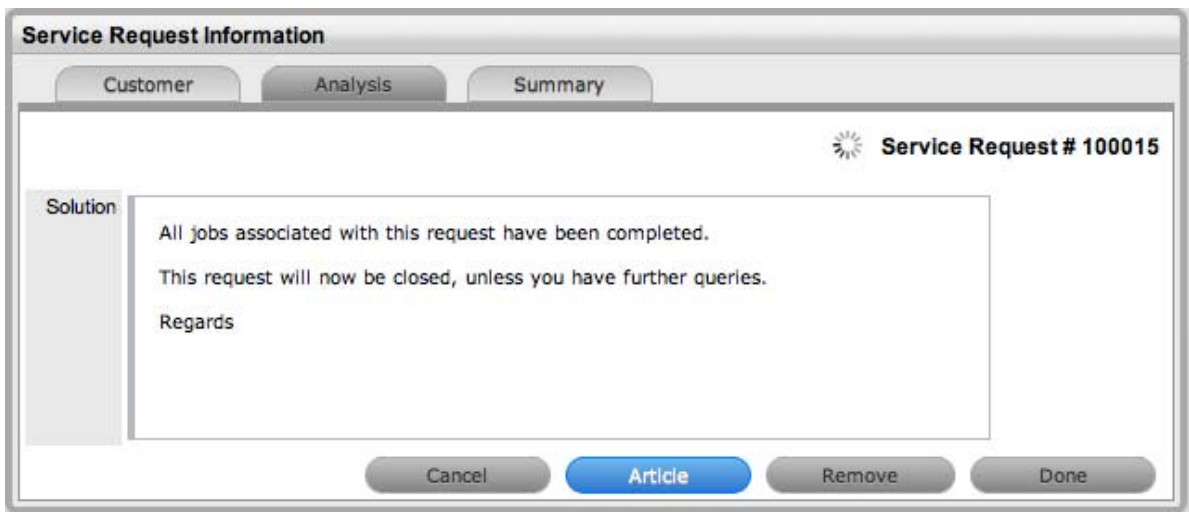 Service Request Information
Customer Analysis Summary
Service Request # 100015
Solution
All jobs associated with this request have been completed.
This request will now be closed, unless you have further queries.
Regards
Cancel Article Remove Done